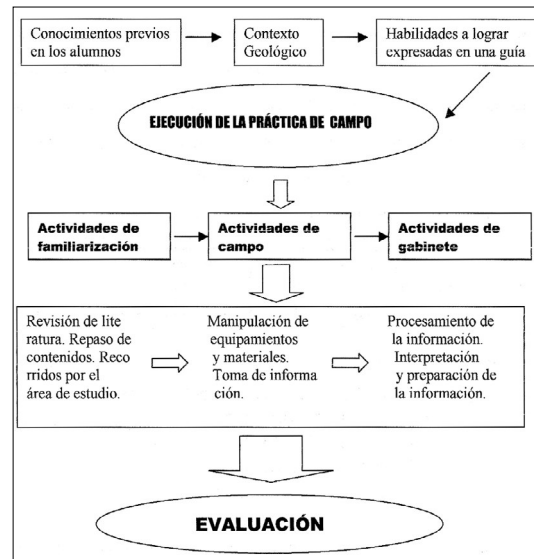 Conocimientos previos
en los alumnos
Contexto
Geológico
Habilidades a lograr
expresadas en una guía
EJECUCIÓN DE LA PRÁCTICA DE CAMPO
Actividades de
familiarización
Actividades de
campo
Actividades de
gabinete
Revisión de lite
ratura. Repaso de
contenidos. Reco
rridos por el
área de estudio.
Manipulación de
equipamientos
y materiales.
Toma de informa
ción.
Procesamiento de
la información.
Interpretación
y preparación de
la información.
EVALUACIÓN